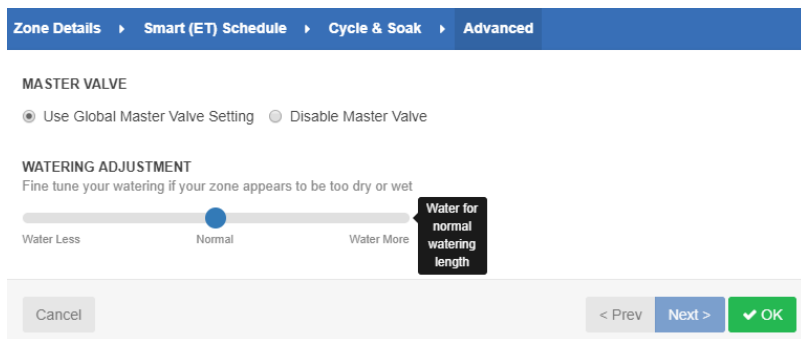 Zone Details Smart (ET) Schedule Cycle & Soak Advanced
MASTER VALVE
Use Global Master Valve Setting Disable Master Valve
WATERING ADJUSTMENT
Fine tune your watering if your zone appears to be too dry or wet
Water Less Normal Water More
Water for
normal
watering
length
Cancel < Prev Next > OK